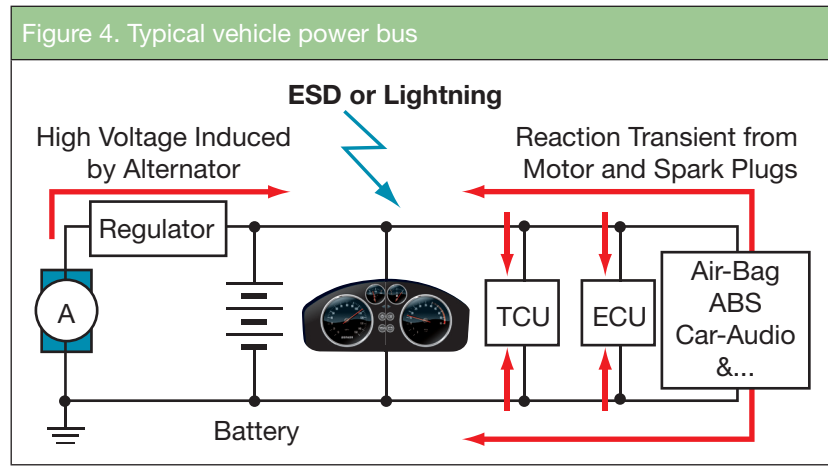 Figure 4. Typical vehicle power bus
ESD or Lightning
High Voltage Induced
by Alternator
Reaction Transient from
Motor and Spark Plugs
Regulator
A
TCU
ECU
Air-Bag
ABS
Car-Audio
&...
Battery